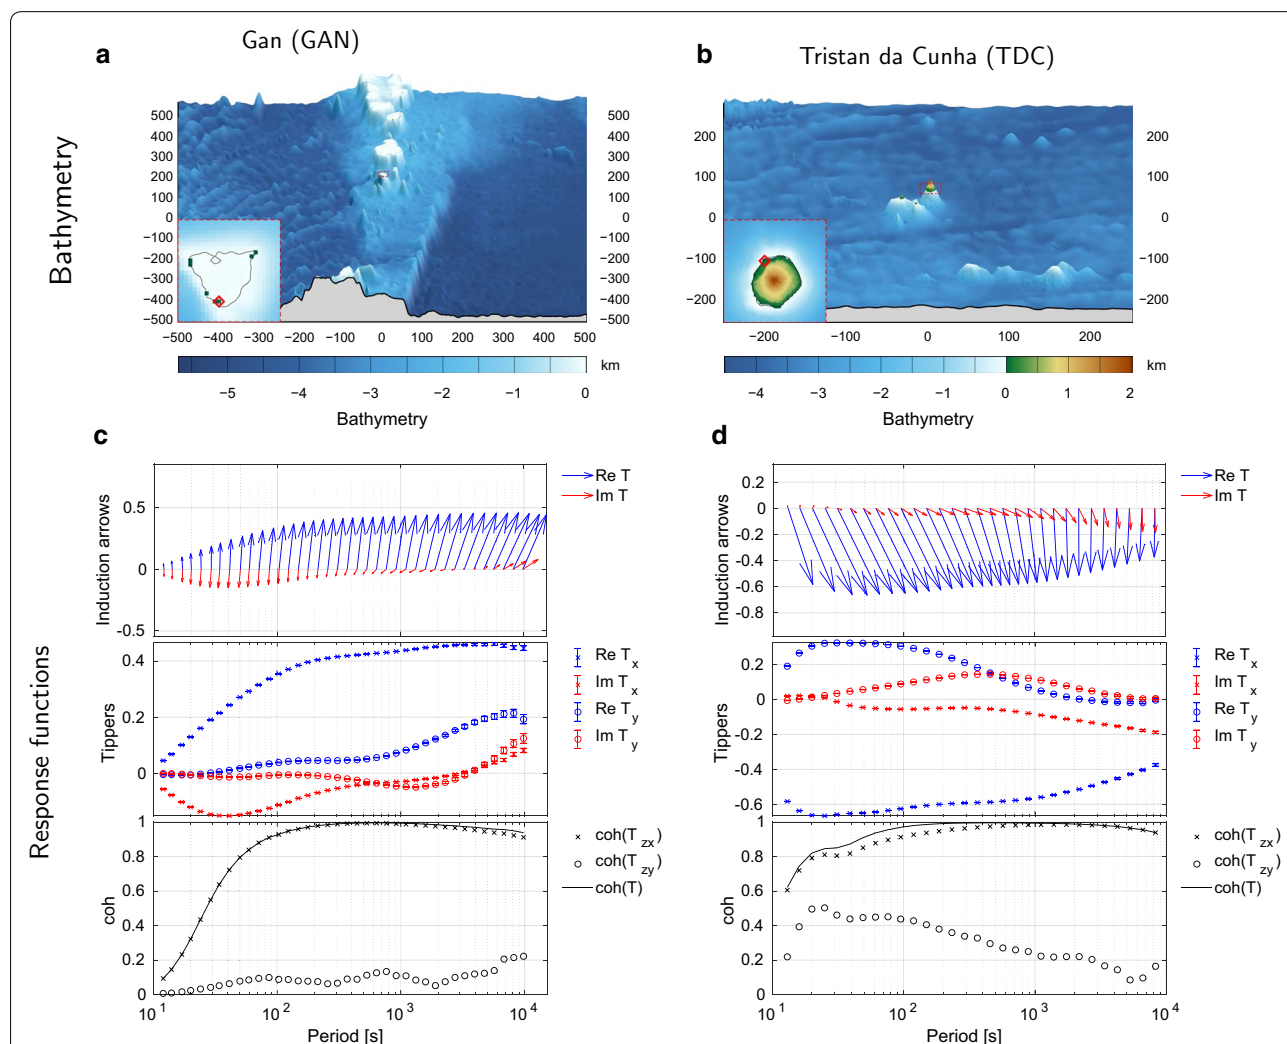 a
Gan (GAN)
b
Tristan da Cunha (TDC)
Bathymetry
500
400
300
200
100
0
−100
−200
−300
−400
−500
500
400
300
200
100
0
−100
−200
−300
−400
−500
−500 −400 −300 −200 −100 0 100 200 300 400 500
km
−5 −4 −3 −2 −1 0
Bathymetry
200
100
0
−100
−200
200
100
0
−100
−200
−200 −100 0 100 200
km
−4 −3 −2 −1 0 1 2
Bathymetry
Response functions
c
Induction arrows
0.5
0
-0.5
Re T
Im T
Tippers
0.4
0.2
0
Re Tx
Im Tx
Re Ty
Im Ty
coh
1
0.8
0.6
0.4
0.2
0
coh(Tzx)
coh(Tzy)
coh(T)
10^1 10^2 10^3 10^4
Period [s]
d
Induction arrows
0.2
0
-0.2
-0.4
-0.6
-0.8
Re T
Im T
Tippers
0.2
0
-0.2
-0.4
-0.6
Re Tx
Im Tx
Re Ty
Im Ty
coh
1
0.8
0.6
0.4
0.2
0
coh(Tzx)
coh(Tzy)
coh(T)
10^1 10^2 10^3 10^4
Period [s]